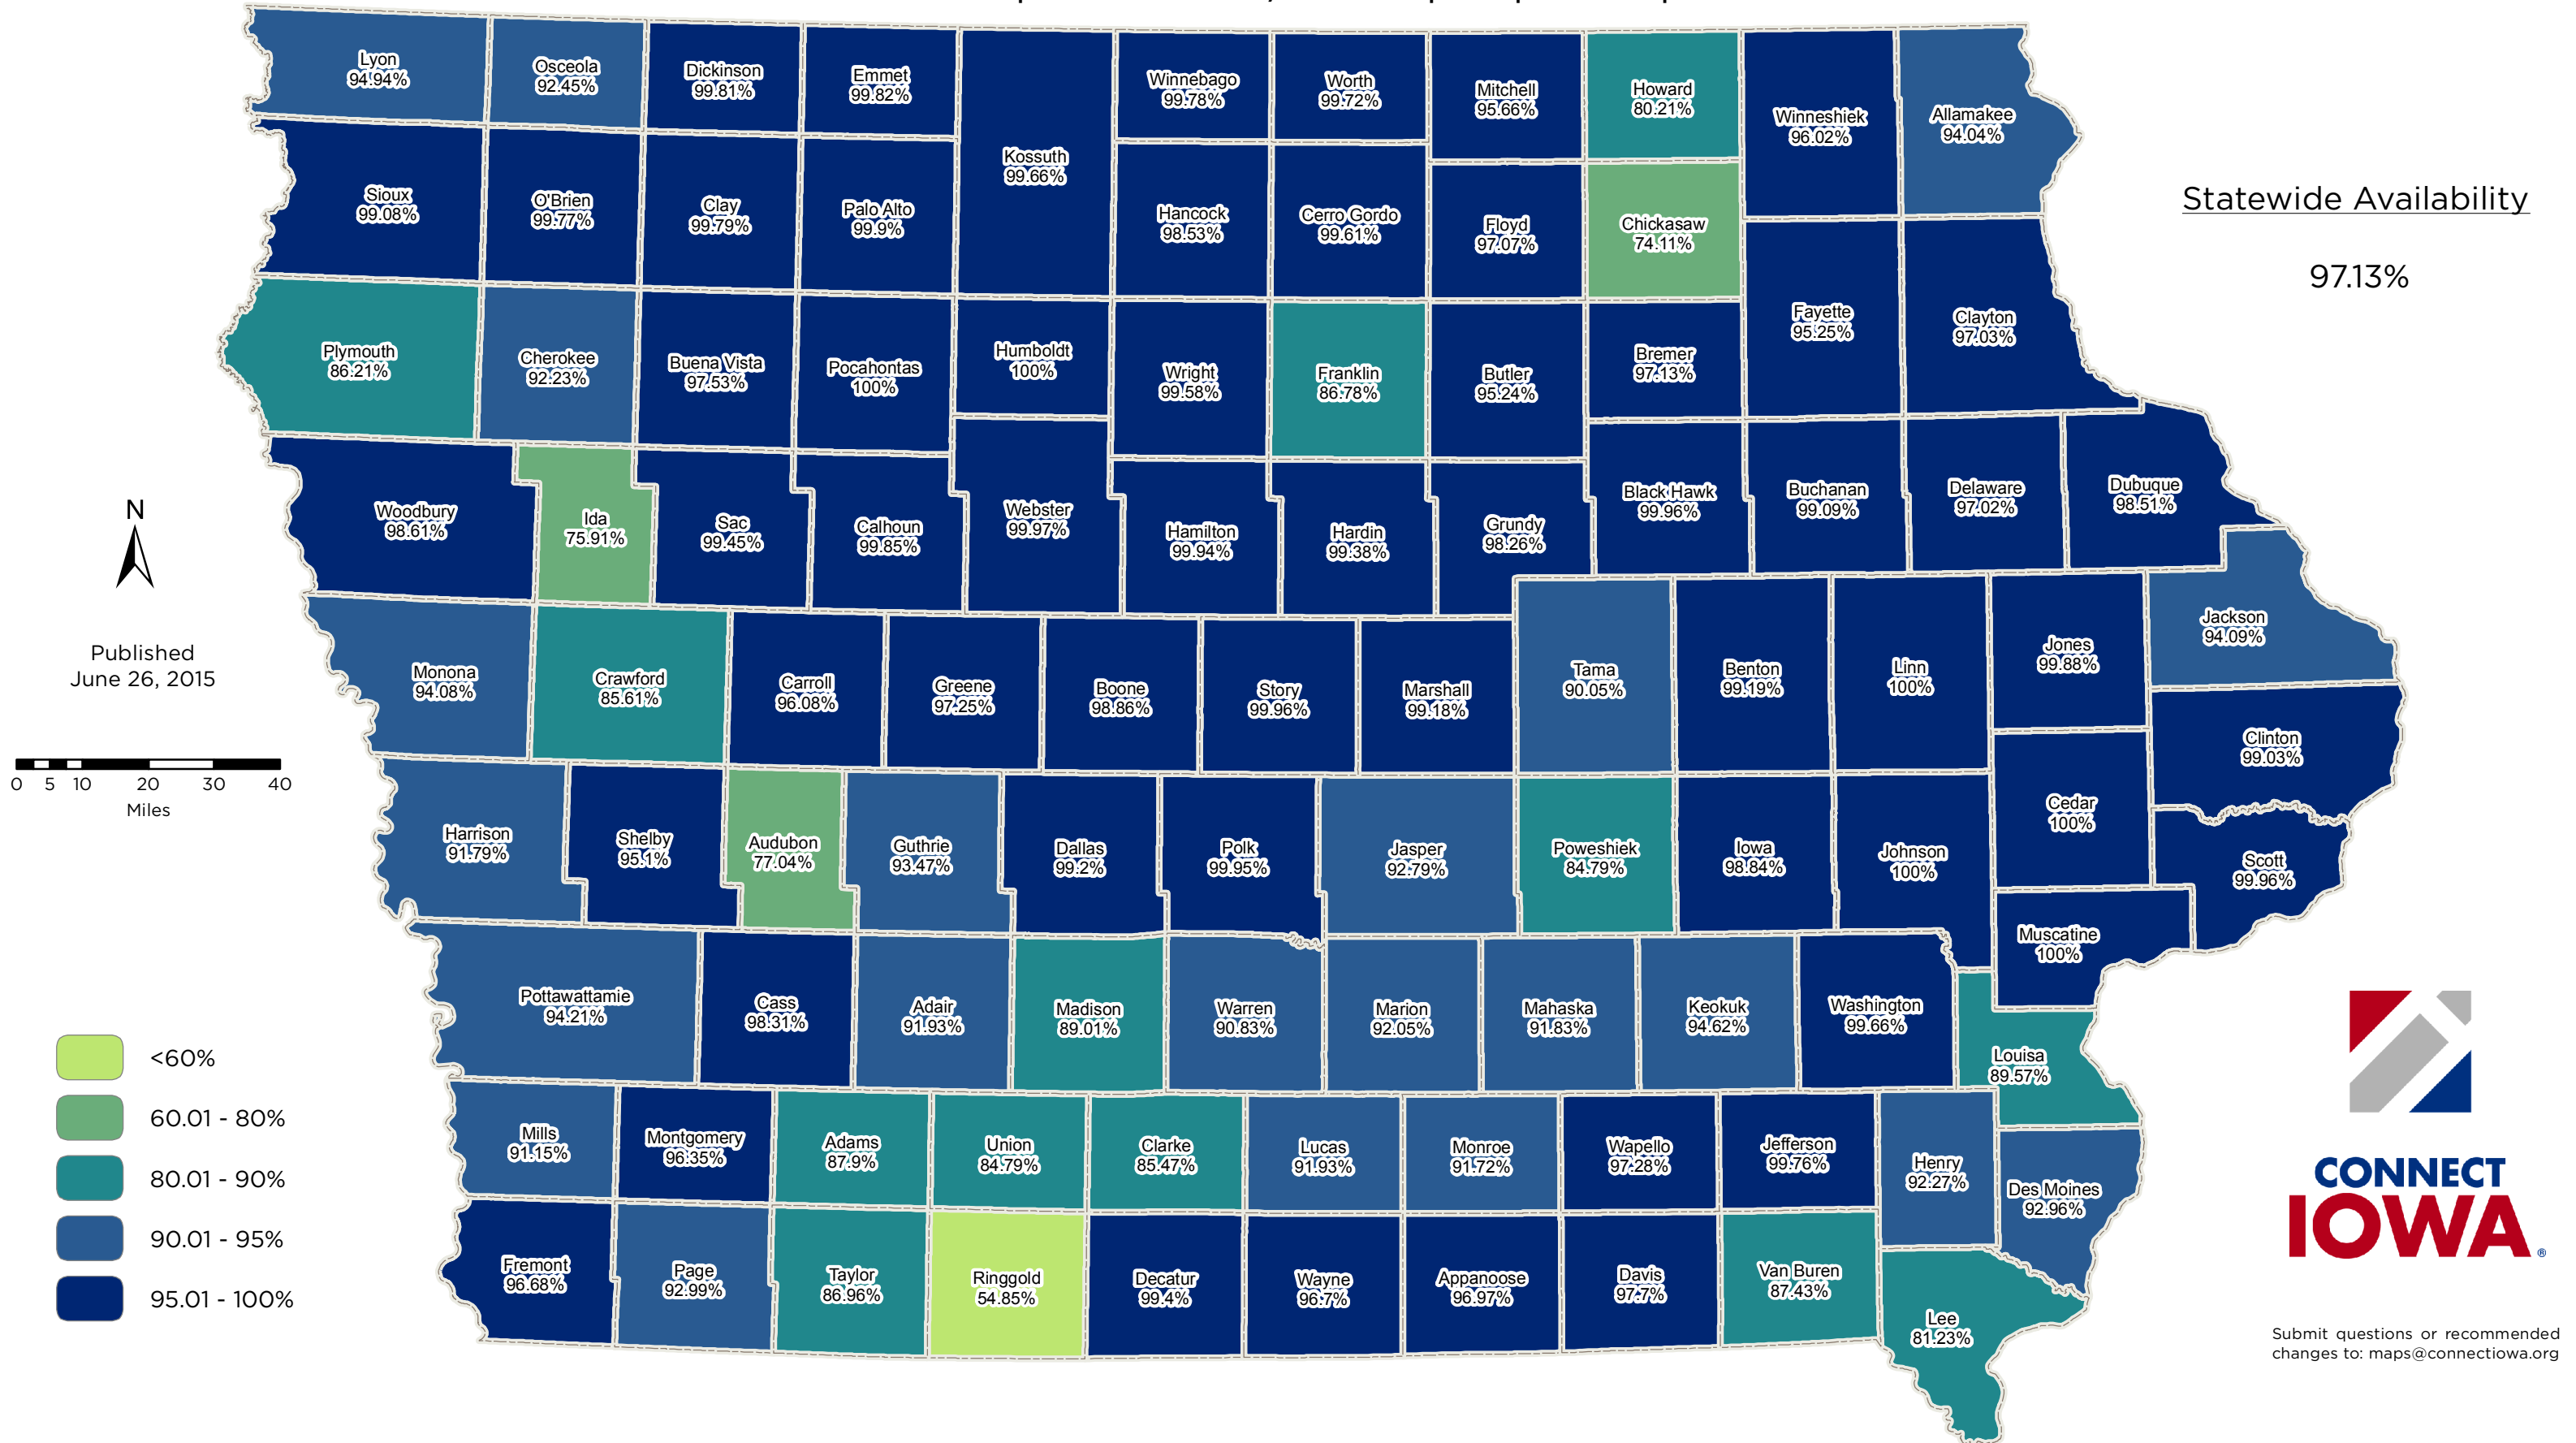 Lyon
94.94%
Osceola
92.45%
Dickinson
99.81%
Emmet
99.82%
Kossuth
99.66%
Winnebago
99.78%
Worth
99.72%
Mitchell
95.66%
Howard
80.21%
Winneshiek
96.02%
Allamakee
94.04%
Sioux
99.08%
O'Brien
99.77%
Clay
99.79%
Palo Alto
99.9%
Hancock
98.53%
Cerro Gordo
99.61%
Floyd
97.07%
Chickasaw
74.11%
Statewide Availability
97.13%
Plymouth
86.21%
Cherokee
92.23%
Buena Vista
97.53%
Pocahontas
100%
Humboldt
100%
Wright
99.58%
Franklin
86.78%
Butler
95.24%
Bremer
97.13%
Fayette
95.25%
Clayton
97.03%
Woodbury
98.61%
Ida
75.91%
Sac
99.45%
Calhoun
99.85%
Webster
99.97%
Hamilton
99.94%
Hardin
99.38%
Grundy
98.26%
Black Hawk
99.96%
Buchanan
99.09%
Delaware
97.02%
Dubuque
98.51%
N
Published
June 26, 2015
Monona
94.08%
Crawford
85.61%
Carroll
96.08%
Greene
97.25%
Boone
98.86%
Story
99.96%
Marshall
99.18%
Tama
90.05%
Benton
99.19%
Linn
100%
Jones
99.88%
Jackson
94.09%
Clinton
99.03%
0 5 10 20 30 40
Miles
Harrison
91.79%
Shelby
95.1%
Audubon
77.04%
Guthrie
93.47%
Dallas
99.2%
Polk
99.95%
Jasper
92.79%
Poweshiek
84.79%
Iowa
98.84%
Johnson
100%
Cedar
100%
Scott
99.96%
Muscatine
100%
Pottawattamie
94.21%
Cass
98.31%
Adair
91.93%
Madison
89.01%
Warren
90.83%
Marion
92.05%
Mahaska
91.83%
Keokuk
94.62%
Washington
99.66%
Louisa
89.57%
Mills
91.15%
Montgomery
96.35%
Adams
87.9%
Union
84.79%
Clarke
85.47%
Lucas
91.93%
Monroe
91.72%
Wapello
97.28%
Jefferson
99.76%
Henry
92.27%
Des Moines
92.96%
Fremont
96.68%
Page
92.99%
Taylor
86.96%
Ringgold
54.85%
Decatur
99.4%
Wayne
96.7%
Appanoose
96.97%
Davis
97.7%
Van Buren
87.43%
Lee
81.23%
<60%
60.01 - 80%
80.01 - 90%
90.01 - 95%
95.01 - 100%
CONNECT
IOWA®
Submit questions or recommended
changes to: maps@connectiowa.org